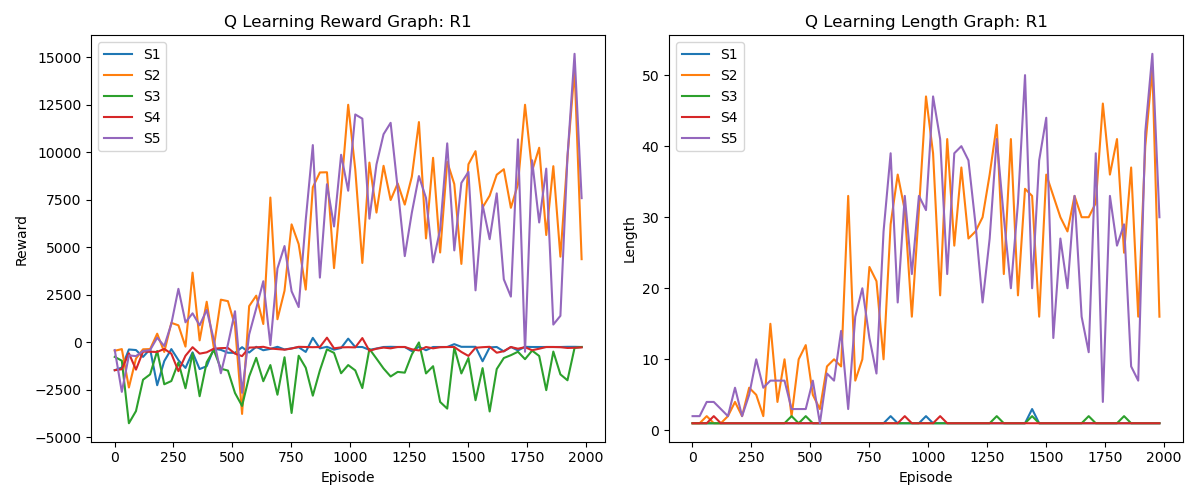 Q Learning Reward Graph: R1
Reward
15000
12500
10000
7500
5000
2500
0
−2500
−5000
S1
S2
S3
S4
S5
0 250 500 750 1000 1250 1500 1750 2000
Episode
Q Learning Length Graph: R1
Length
50
40
30
20
10
0
S1
S2
S3
S4
S5
0 250 500 750 1000 1250 1500 1750 2000
Episode